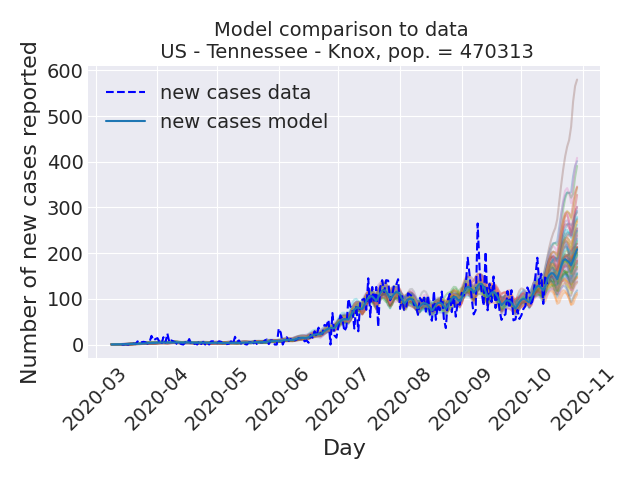 Model comparison to data
US - Tennessee - Knox, pop. = 470313
Number of new cases reported
600
500
400
300
200
100
0
new cases data
new cases model
2020-03
2020-04
2020-05
2020-06
2020-07
2020-08
2020-09
2020-10
2020-11
Day